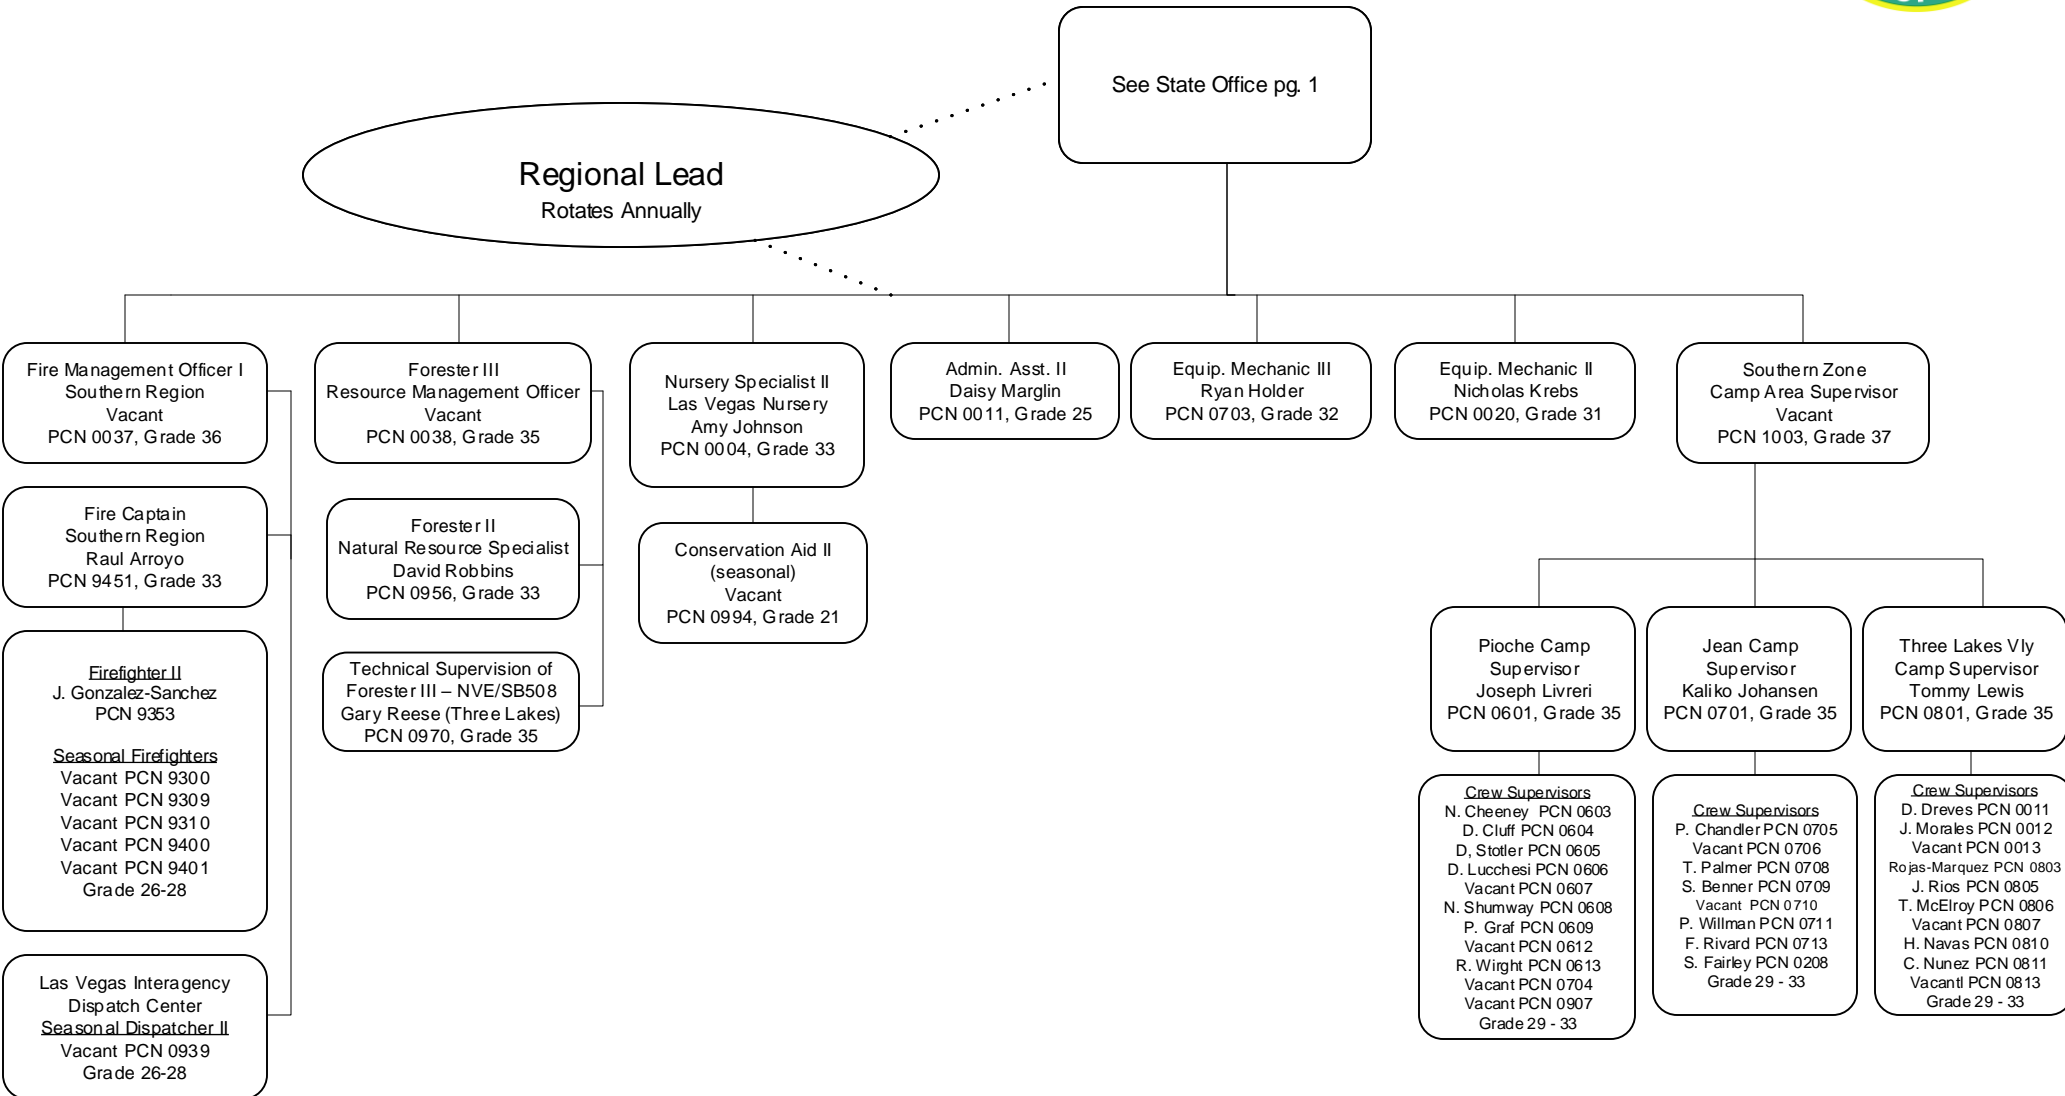 See State Office pg. 1
Regional Lead
Rotates Annually
Fire Management Officer I
Southern Region
Vacant
PCN 0037, Grade 36
Forester III
Resource Management Officer
Vacant
PCN 0038, Grade 35
Nursery Specialist II
Las Vegas Nursery
Amy Johnson
PCN 0004, Grade 33
Admin. Asst. II
Daisy Marglin
PCN 0011, Grade 25
Equip. Mechanic III
Ryan Holder
PCN 0703, Grade 32
Equip. Mechanic II
Nicholas Krebs
PCN 0020, Grade 31
Southern Zone
Camp Area Supervisor
Vacant
PCN 1003, Grade 37
Fire Captain
Southern Region
Raul Arroyo
PCN 9451, Grade 33
Forester II
Natural Resource Specialist
David Robbins
PCN 0956, Grade 33
Conservation Aid II
(seasonal)
Vacant
PCN 0994, Grade 21
Firefighter II
J. Gonzalez-Sanchez
PCN 9353
Seasonal Firefighters
Vacant PCN 9300
Vacant PCN 9309
Vacant PCN 9310
Vacant PCN 9400
Vacant PCN 9401
Grade 26-28
Technical Supervision of
Forester III – NVE/SB508
Gary Reese (Three Lakes)
PCN 0970, Grade 35
Pioche Camp
Supervisor
Joseph Livreri
PCN 0601, Grade 35
Jean Camp
Supervisor
Kaliko Johansen
PCN 0701, Grade 35
Three Lakes Vly
Camp Supervisor
Tommy Lewis
PCN 0801, Grade 35
Crew Supervisors
N. Cheeney PCN 0603
D. Cluff PCN 0604
D, Stotler PCN 0605
D. Lucchesi PCN 0606
Vacant PCN 0607
N. Shumway PCN 0608
P. Graf PCN 0609
Vacant PCN 0612
R. Wirght PCN 0613
Vacant PCN 0704
Vacant PCN 0907
Grade 29 - 33
Crew Supervisors
P. Chandler PCN 0705
Vacant PCN 0706
T. Palmer PCN 0708
S. Benner PCN 0709
Vacant PCN 0710
P. Willman PCN 0711
F. Rivard PCN 0713
S. Fairley PCN 0208
Grade 29 - 33
Crew Supervisors
D. Dreves PCN 0011
J. Morales PCN 0012
Vacant PCN 0013
Rojas-Marquez PCN 0803
J. Rios PCN 0805
T. McElroy PCN 0806
Vacant PCN 0807
H. Navas PCN 0810
C. Nunez PCN 0811
Vacantl PCN 0813
Grade 29 - 33
Las Vegas Interagency
Dispatch Center
Seasonal Dispatcher II
Vacant PCN 0939
Grade 26-28